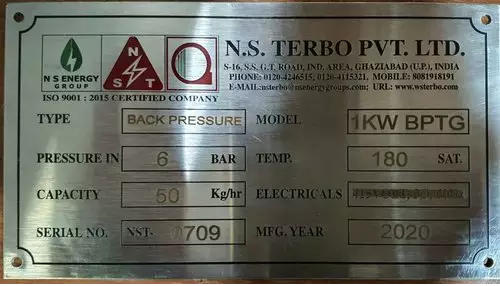 N.S. TERBO PVT. LTD.
S-16, S.S. G.T. ROAD, IND. AREA, GHAZIABAD (U.P.), INDIA
PHONE: 0120-4246515, 0120-4115321, MOBILE: 8081918191
E-MAIL:nsterbo@nsenergygroups.com; URL: www.wsterbo.com
N S ENERGY
GROUP
N
S T
ISO 9001 : 2015 CERTIFIED COMPANY
TYPE BACK PRESSURE MODEL 1KW BPTG
PRESSURE IN 6 BAR TEMP. 180 SAT.
CAPACITY 50 Kg/hr ELECTRICALS
SERIAL NO. NST- 0709 MFG. YEAR 2020